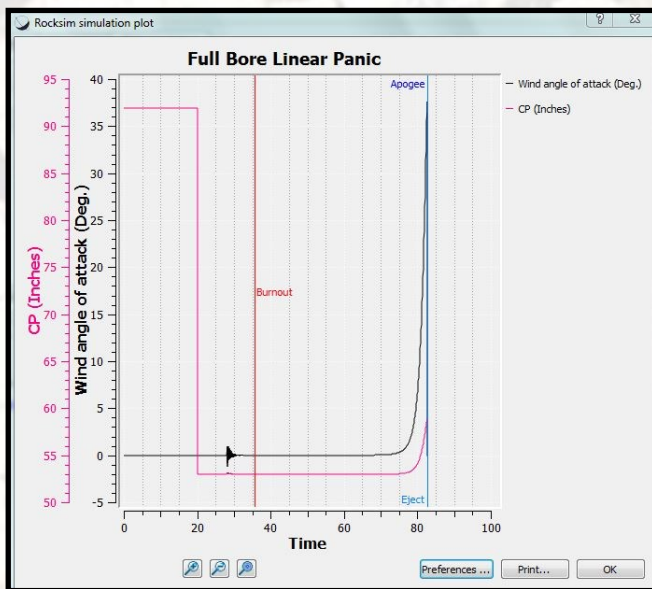 Rocksim simulation plot
Full Bore Linear Panic
95
90
85
80
75
70
65
60
55
50
CP (Inches)
40
35
30
25
20
15
10
5
0
-5
Wind angle of attack (Deg.)
Apogee
Burnout
Eject
Wind angle of attack (Deg.)
CP (Inches)
0 20 40 60 80 100
Time
Preferences ... Print... OK